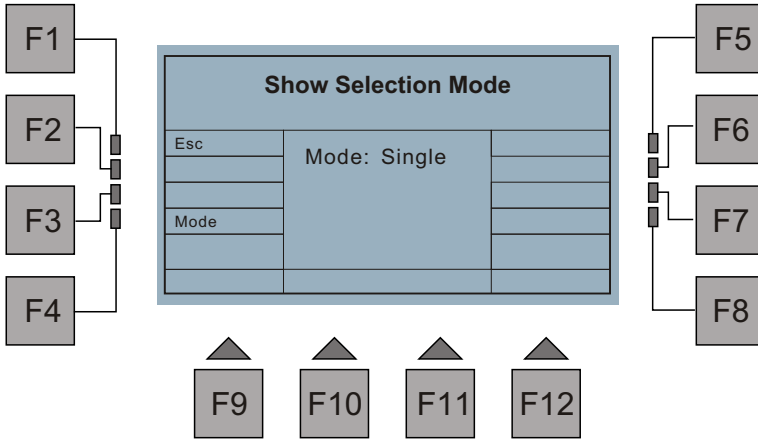 F1
F5
Show Selection Mode
F2
F6
Esc
Mode: Single
F3
F7
Mode
F4
F8
F9
F10
F11
F12